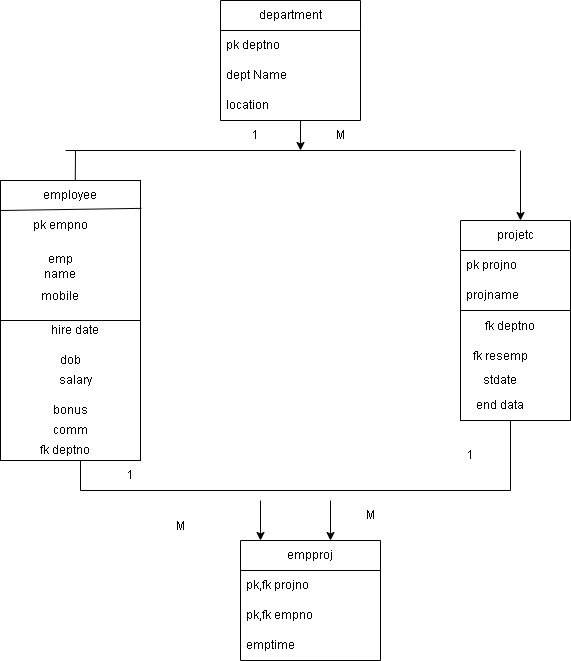 department
pk deptno
dept Name
location
1
M
employee
pk empno
emp
name
mobile
hire date
dob
salary
bonus
comm
fk deptno
projetc
pk projno
projname
fk deptno
fk resemp
stdate
end data
1
1
M
M
empproj
pk,fk projno
pk,fk empno
emptime